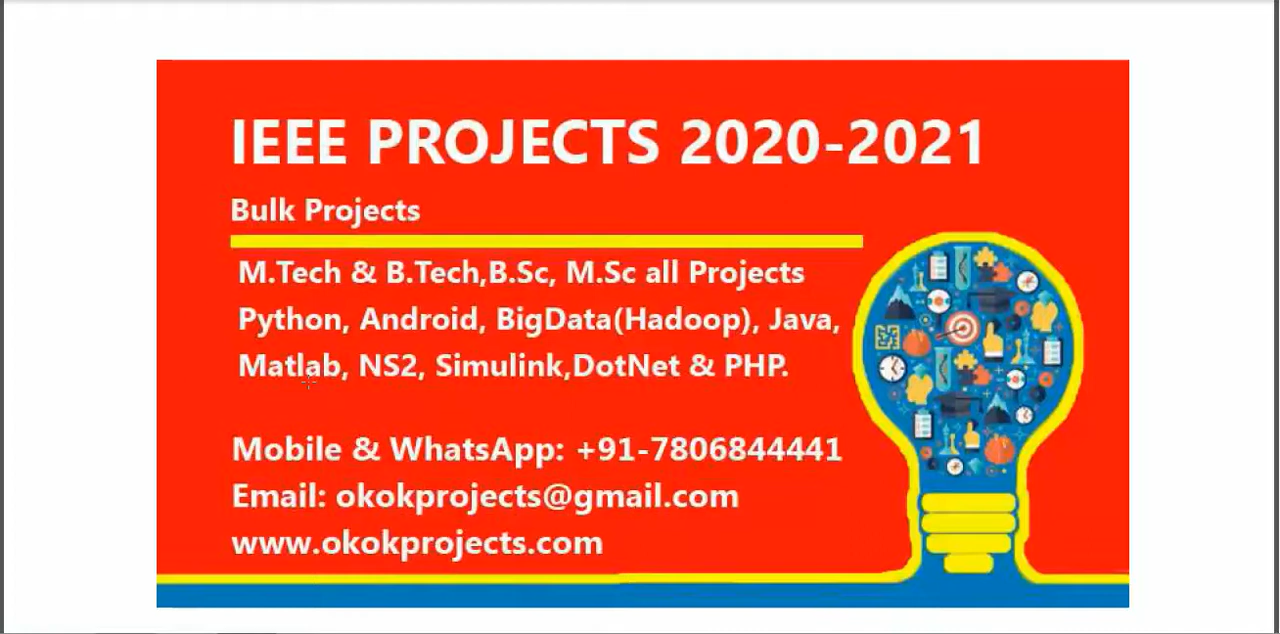 IEEE PROJECTS 2020-2021
Bulk Projects
M.Tech & B.Tech,B.Sc, M.Sc all Projects
Python, Android, BigData(Hadoop), Java,
Matlab, NS2, Simulink,DotNet & PHP.
Mobile & WhatsApp: +91-7806844441
Email: okokprojects@gmail.com
www.okokprojects.com